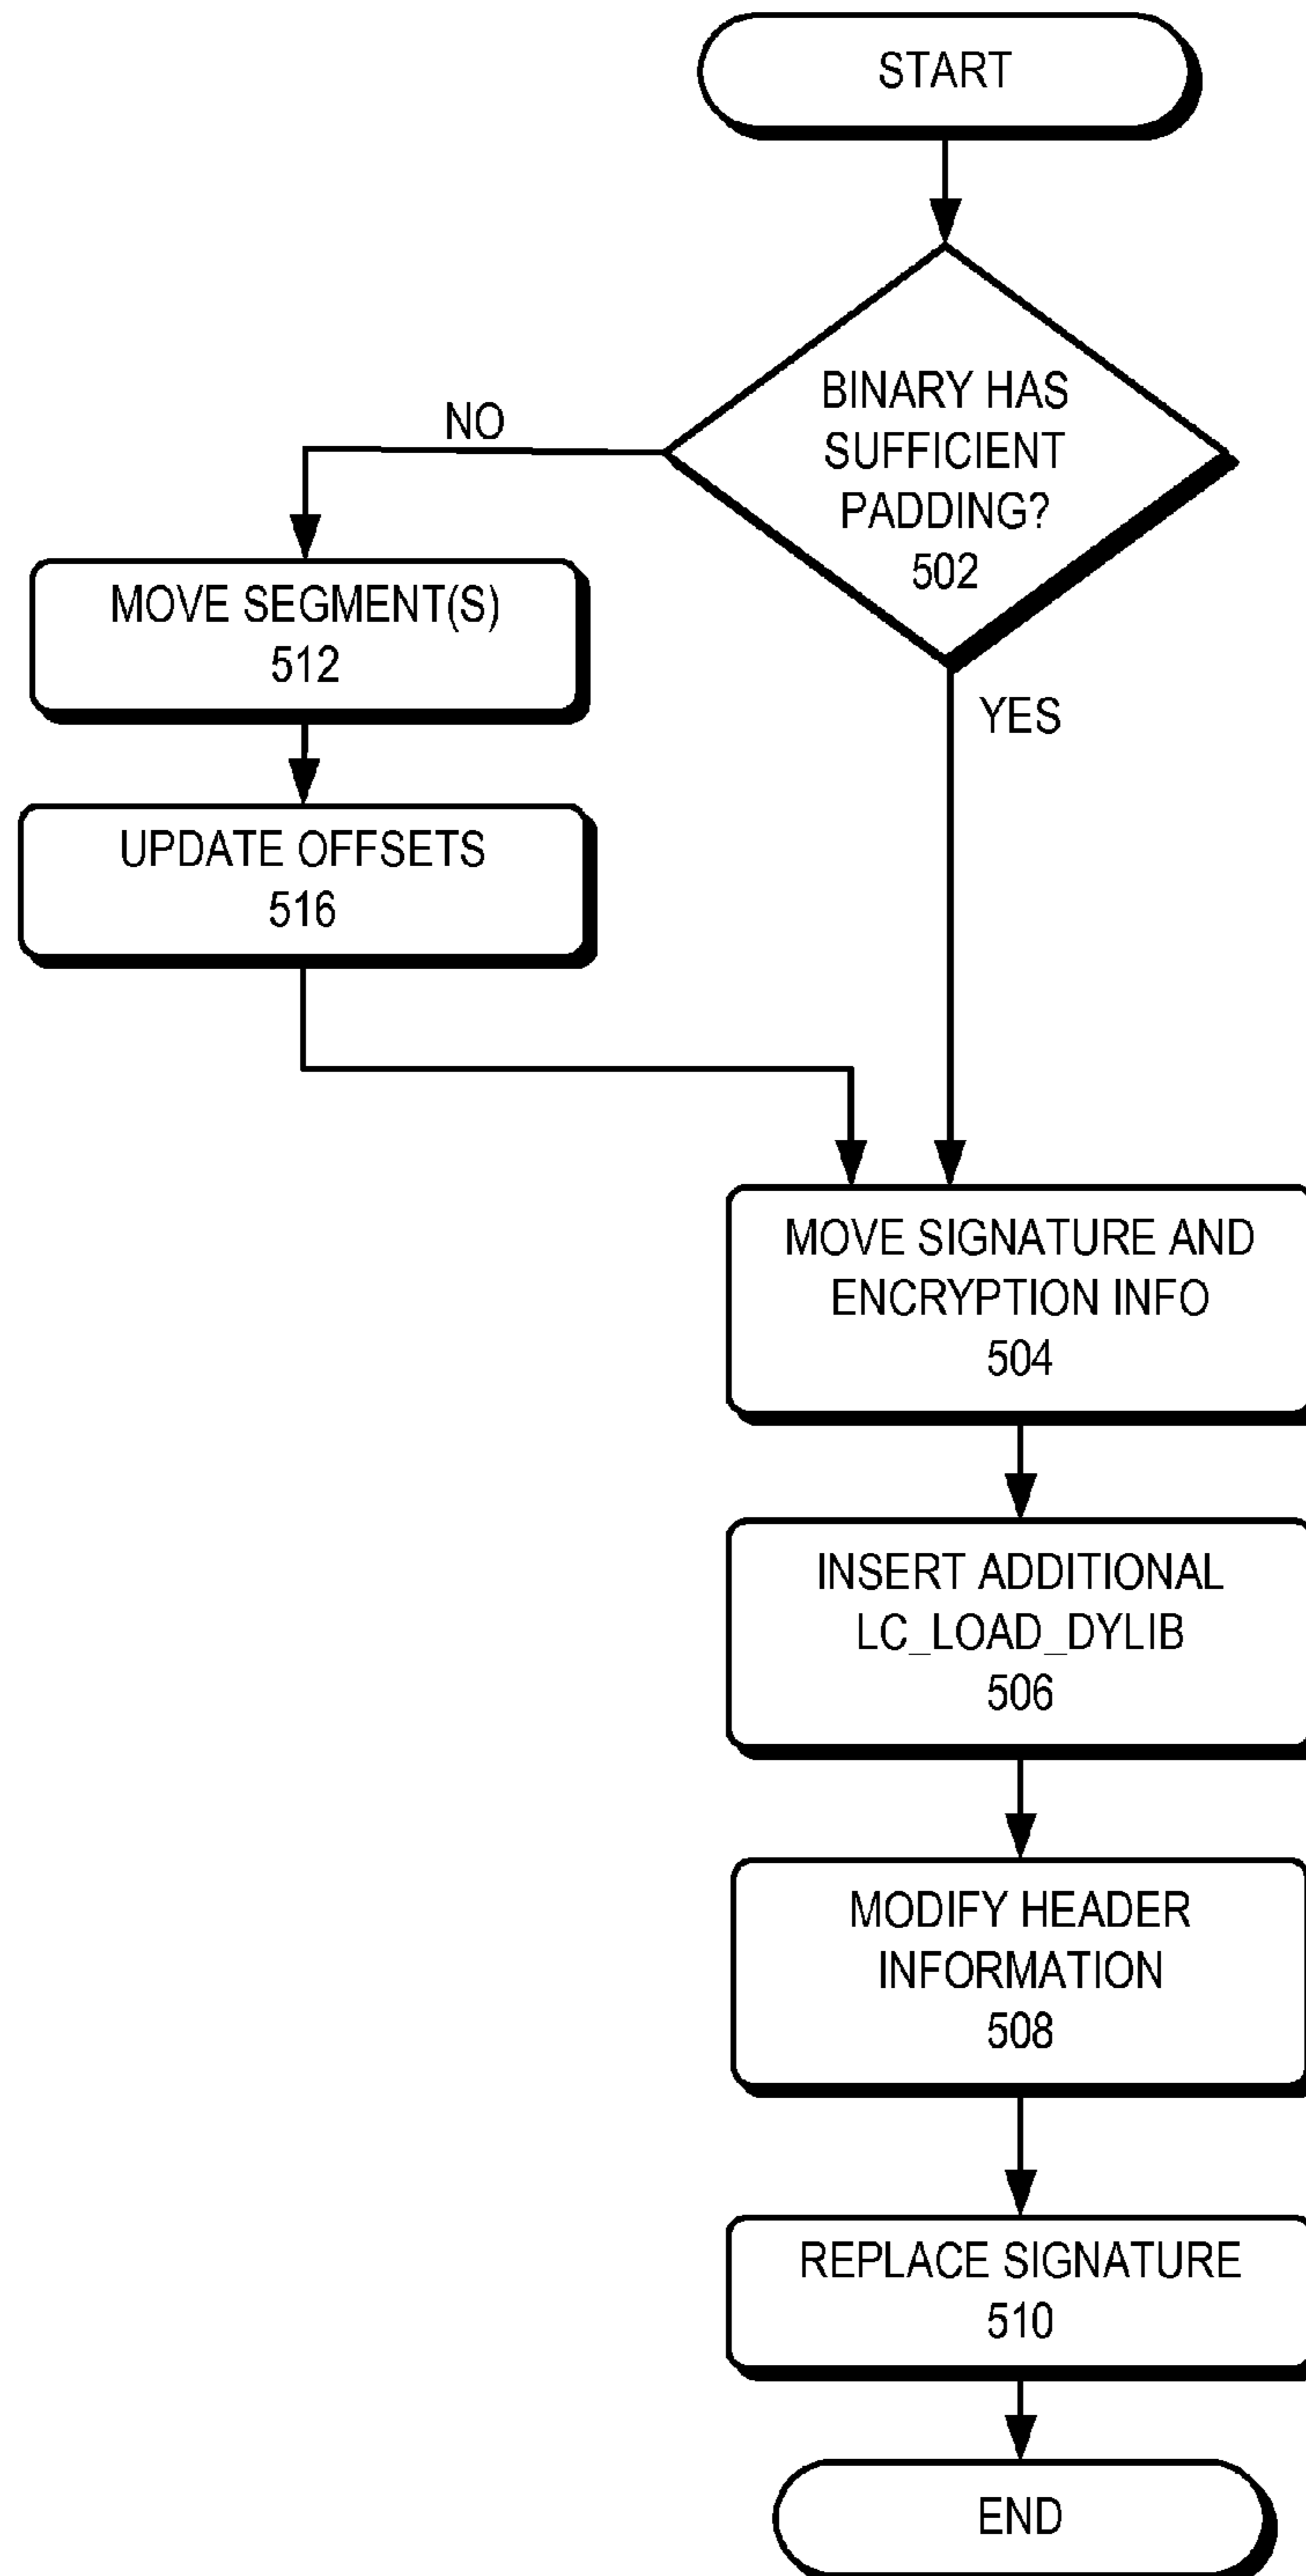 START
BINARY HAS
SUFFICIENT
PADDING?
502
NO
YES
MOVE SEGMENT(S)
512
UPDATE OFFSETS
516
MOVE SIGNATURE AND
ENCRYPTION INFO
504
INSERT ADDITIONAL
LC_LOAD_DYLIB
506
MODIFY HEADER
INFORMATION
508
REPLACE SIGNATURE
510
END